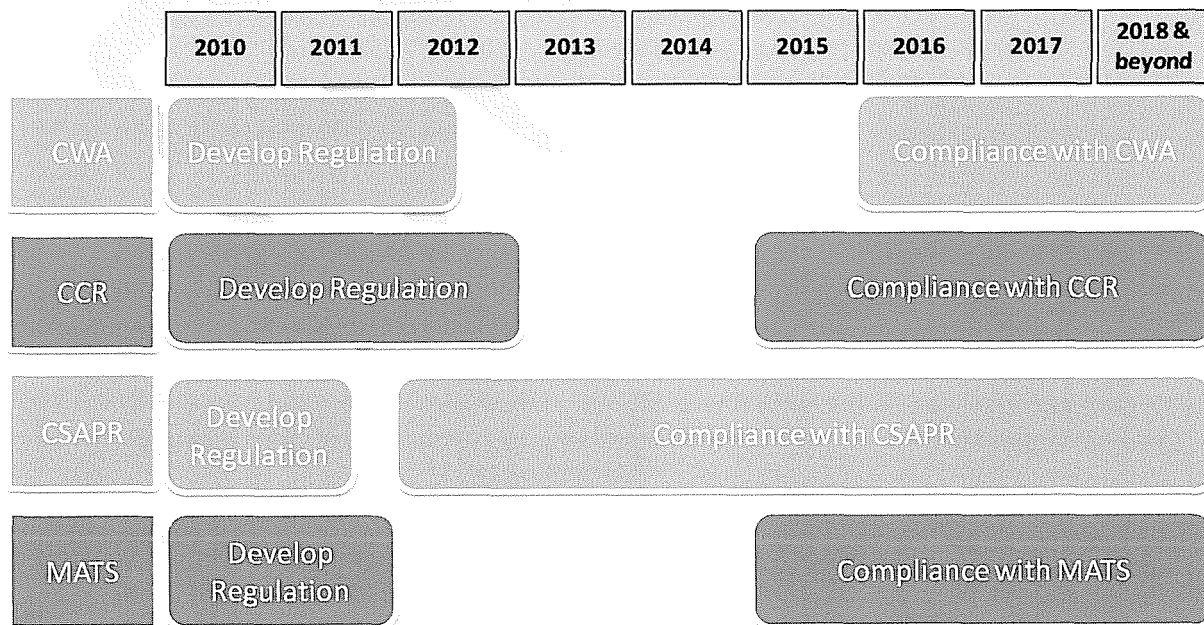 2010 2011 2012 2013 2014 2015 2016 2017 2018 &
beyond
CWA Develop Regulation Compliance with CWA
CCR Develop Regulation Compliance with CCR
CSAPR Develop
Regulation Compliance with CSAPR
MATS Develop
Regulation Compliance with MATS